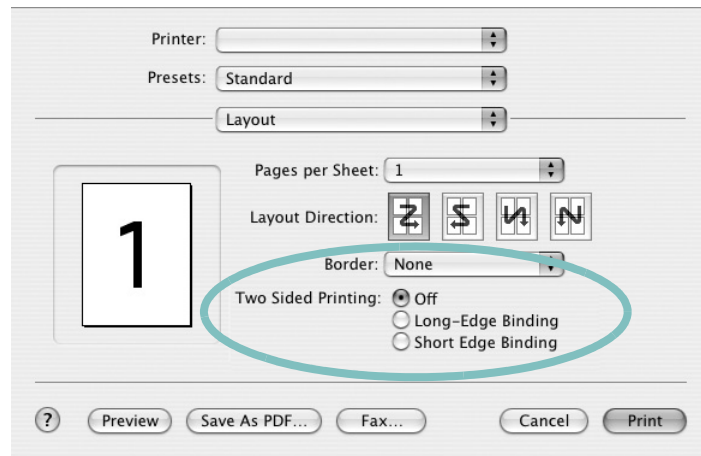 Printer:
Presets: Standard
Layout
Pages per Sheet: 1
1
Layout Direction:
Border: None
Two Sided Printing: Off
Long-Edge Binding
Short Edge Binding
? Preview Save As PDF... Fax... Cancel Print